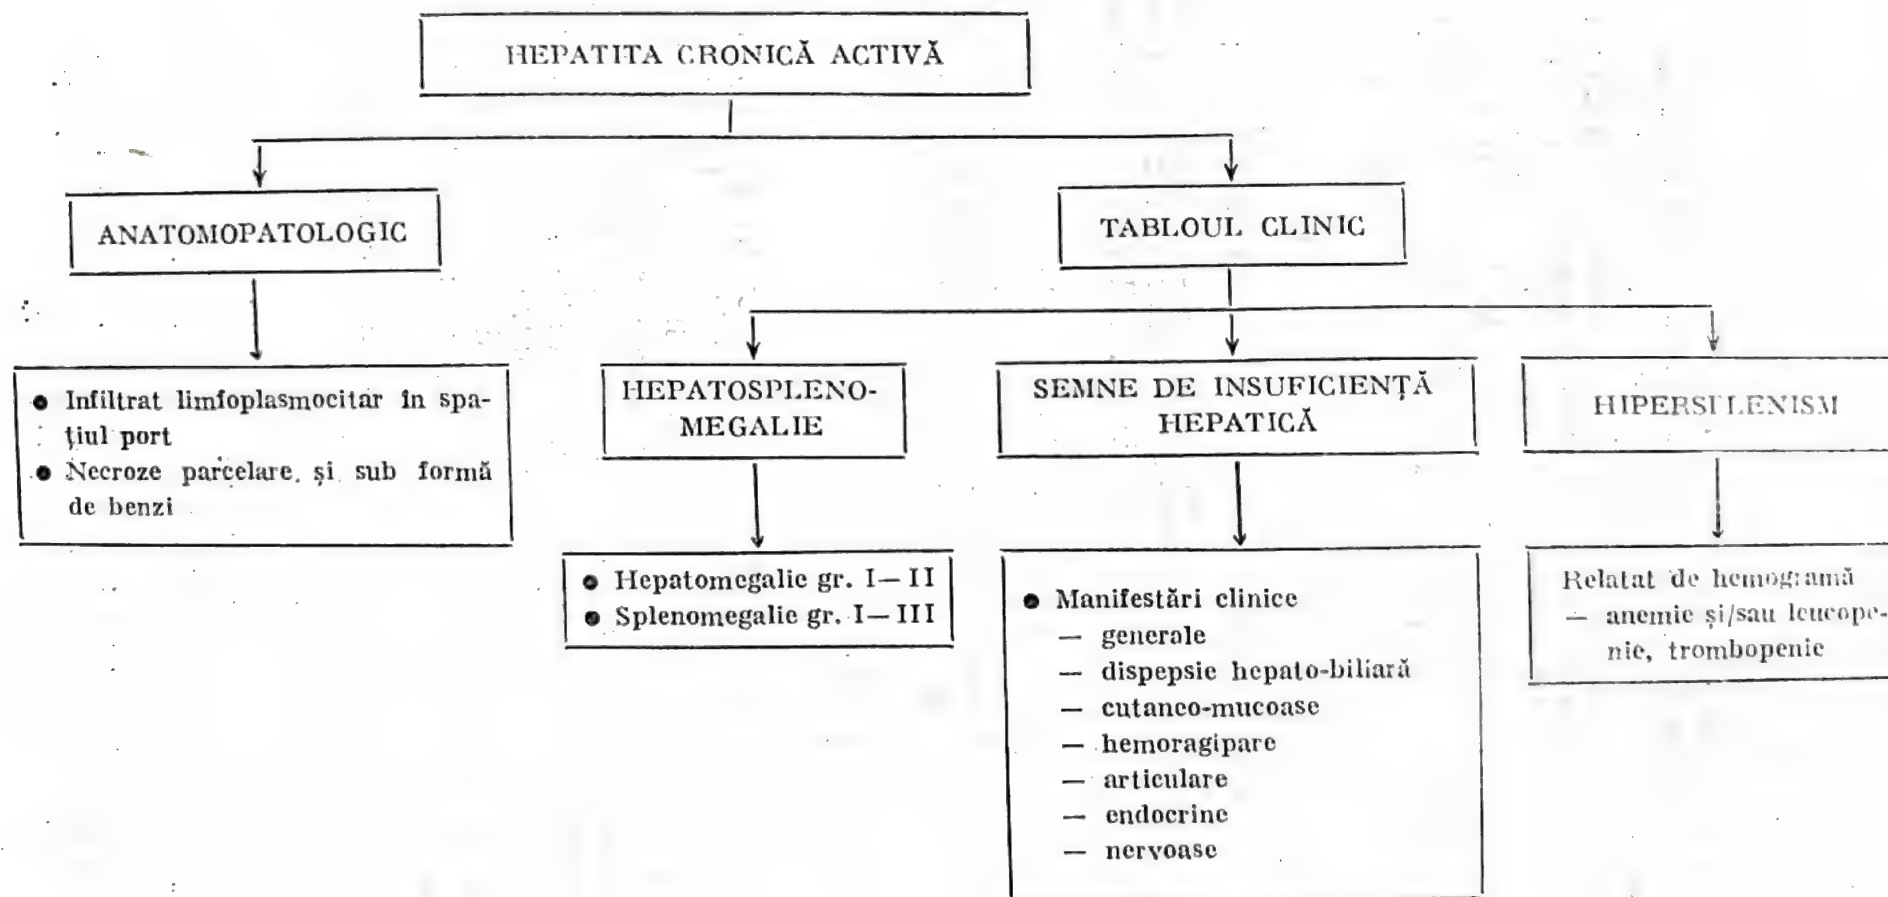 HEPATITA CRONICĂ ACTIVĂ
ANATOMOPATOLOGIC
TABLOUL CLINIC
● Infiltrat limfoplasmocitar în spa-
țiul port
● Necroze parcelare și sub formă
de benzi
HEPATOSPLENO-
MEGALIE
SEMNE DE INSUFICIENȚĂ
HEPATICĂ
HIPERSPLENISM
● Hepatomegalie gr. I—II
● Splenomegalie gr. I—III
● Manifestări clinice
— generale
— dispepsie hepato-biliară
— cutaneo-mucoase
— hemoragipare
— articulare
— endocrine
— nervoase
Relatat de hemogramă
— anemie și/sau leucope-
nie, trombopenie